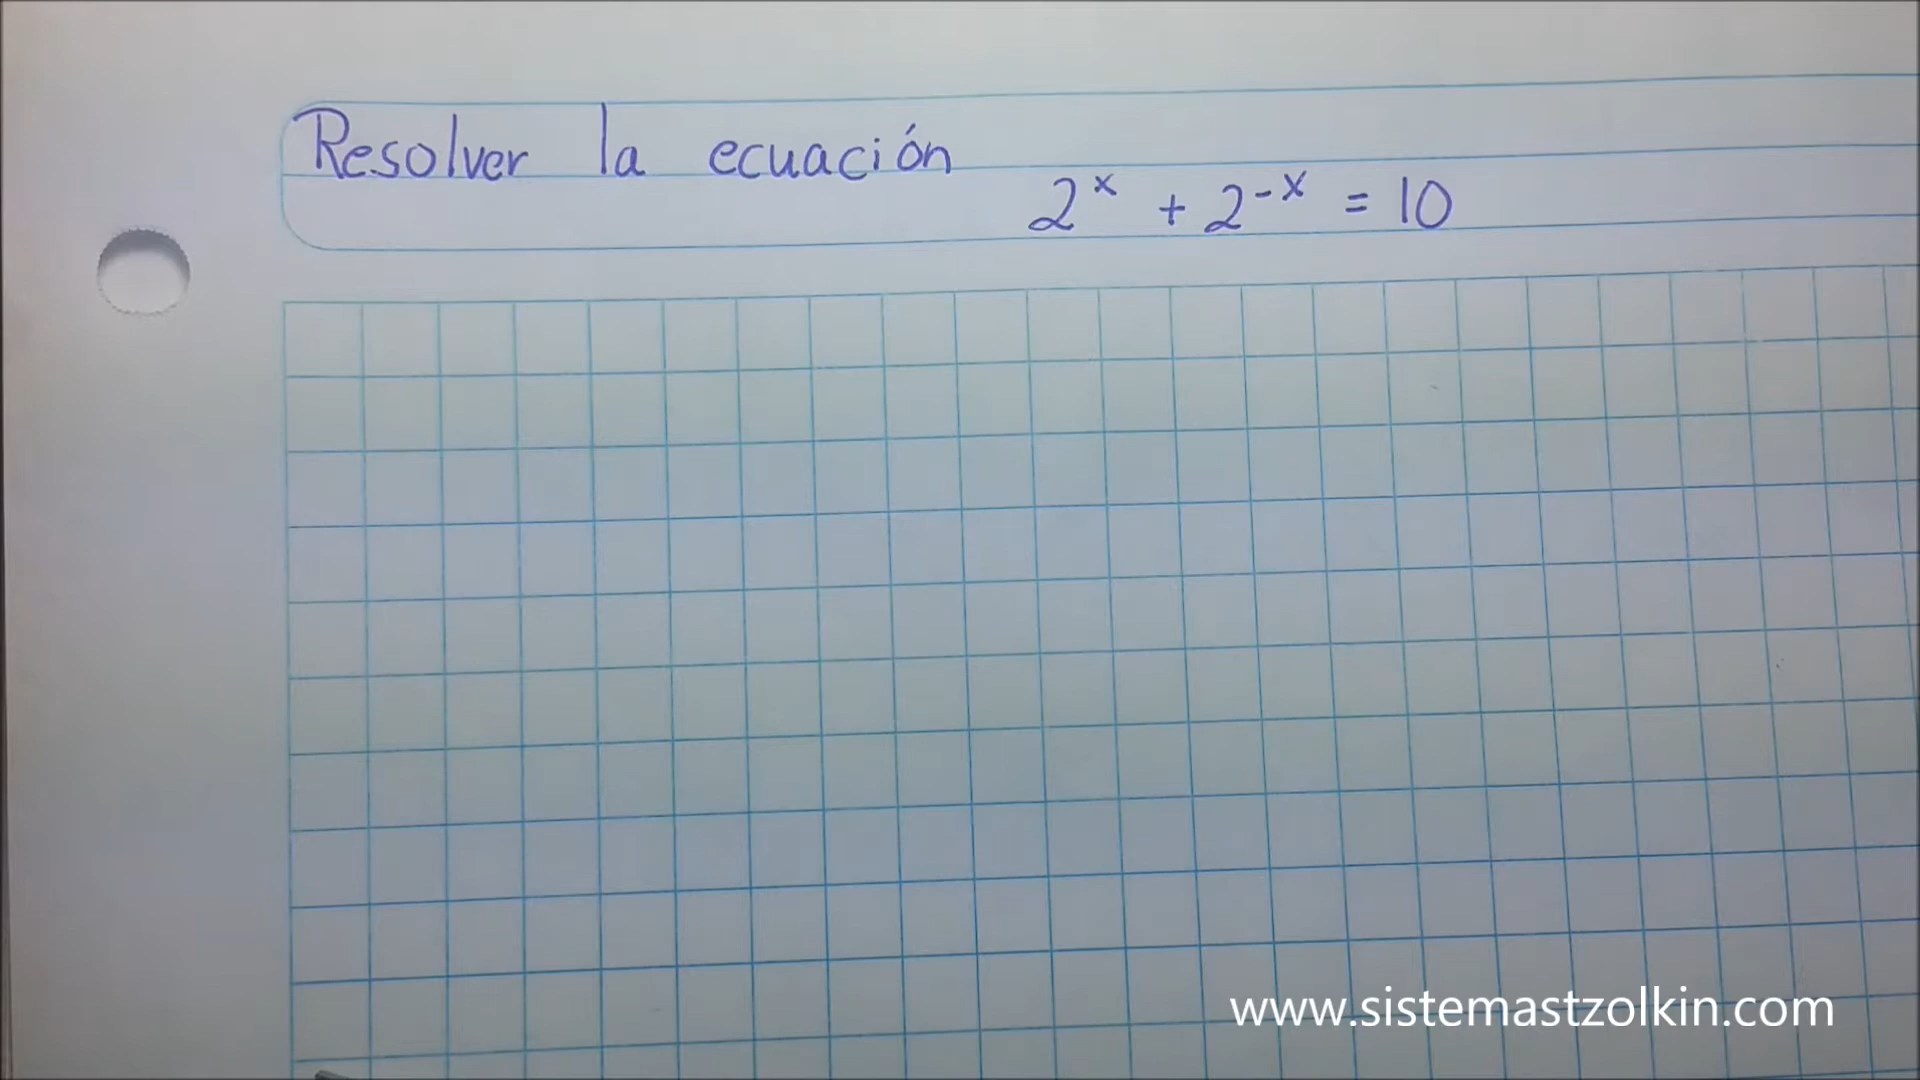 Resolver la ecuación
2^x + 2^-x = 10
www.sistemastzolkin.com